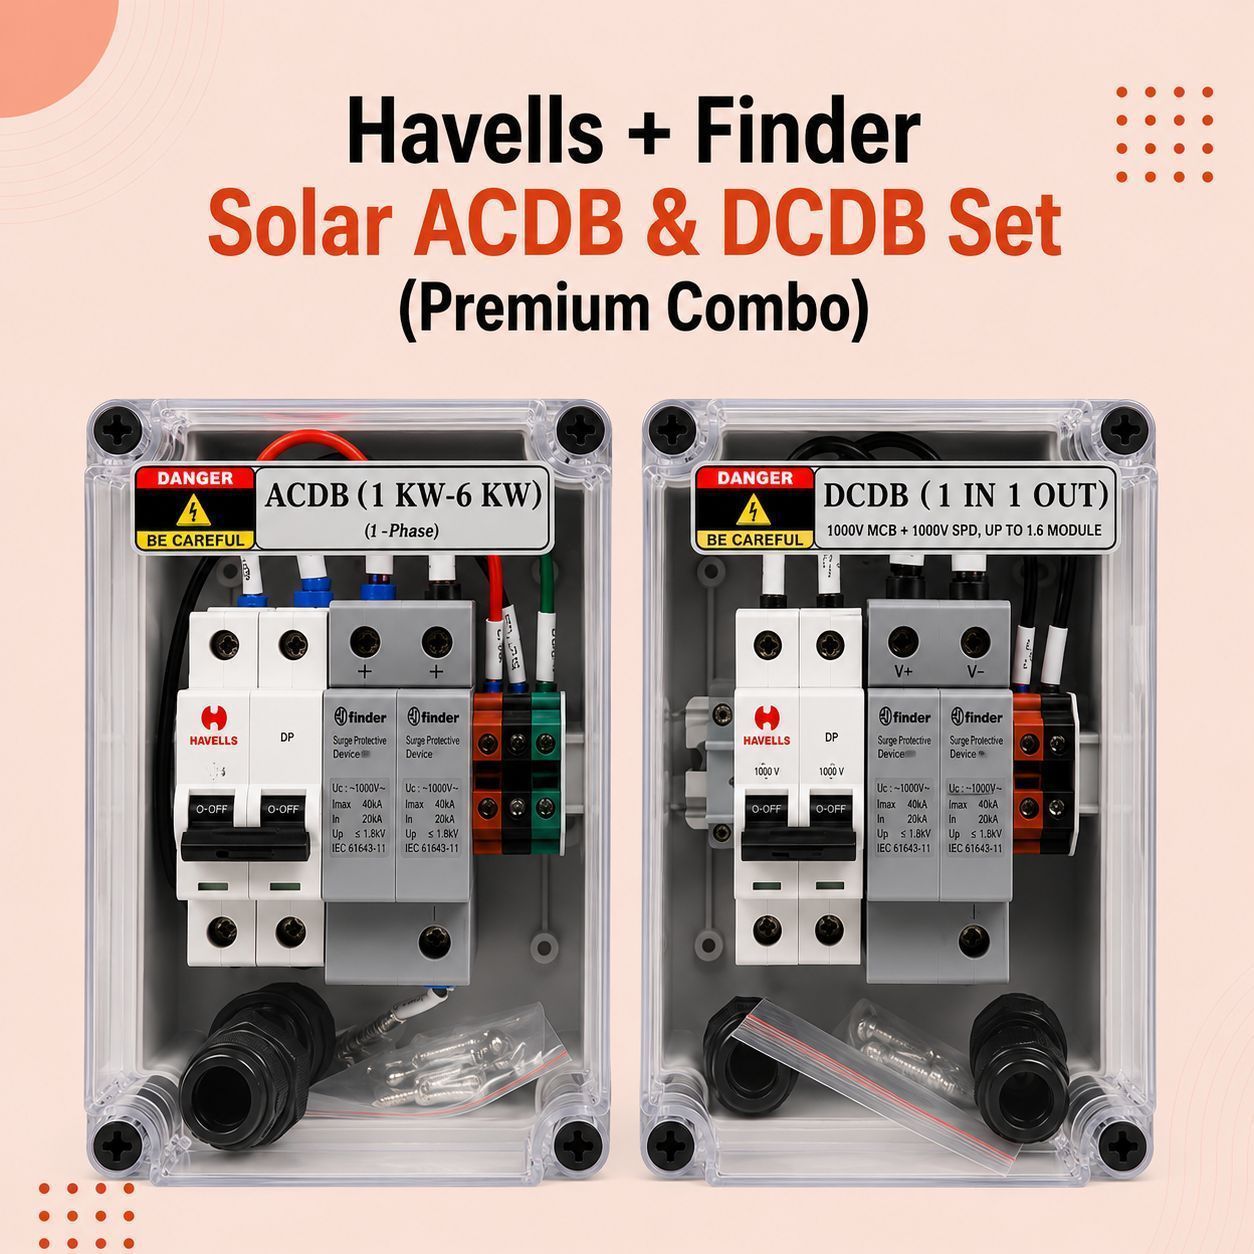 Havells + Finder
Solar ACDB & DCDB Set
(Premium Combo)
DANGER
BE CAREFUL
ACDB (1 KW-6 KW)
(1 -Phase)
DANGER
BE CAREFUL
DCDB (1 IN 1 OUT)
1000V MCB + 1000V SPD, UP TO 1.6 MODULE
+ +
HAVELLS
DP
O-OFF O-OFF
finder
Surge Protective
Device
Uc : ~1000V~
Imax 40kA
In 20kA
Up ≤ 1.8kV
IEC 61643-11
finder
Surge Protective
Device
Uc : ~1000V~
Imax 40kA
In 20kA
Up ≤ 1.8kV
IEC 61643-11
V+ V-
HAVELLS
1000 V
DP
1000 V
O-OFF O-OFF
finder
Surge Protective
Device
Uc : ~1000V~
Imax 40kA
In 20kA
Up ≤ 1.8kV
IEC 61643-11
finder
Surge Protective
Device
Uc : ~1000V~
Imax 40kA
In 20kA
Up ≤ 1.8kV
IEC 61643-11